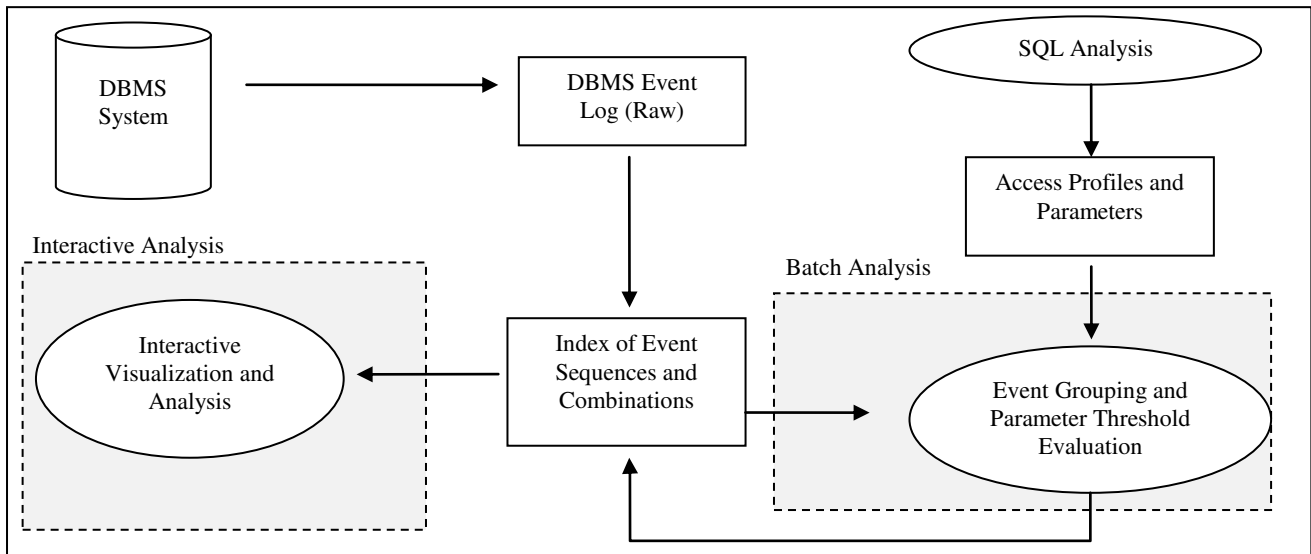 DBMS
System
DBMS Event
Log (Raw)
SQL Analysis
Access Profiles and
Parameters
Interactive Analysis
Interactive
Visualization and
Analysis
Index of Event
Sequences and
Combinations
Batch Analysis
Event Grouping and
Parameter Threshold
Evaluation